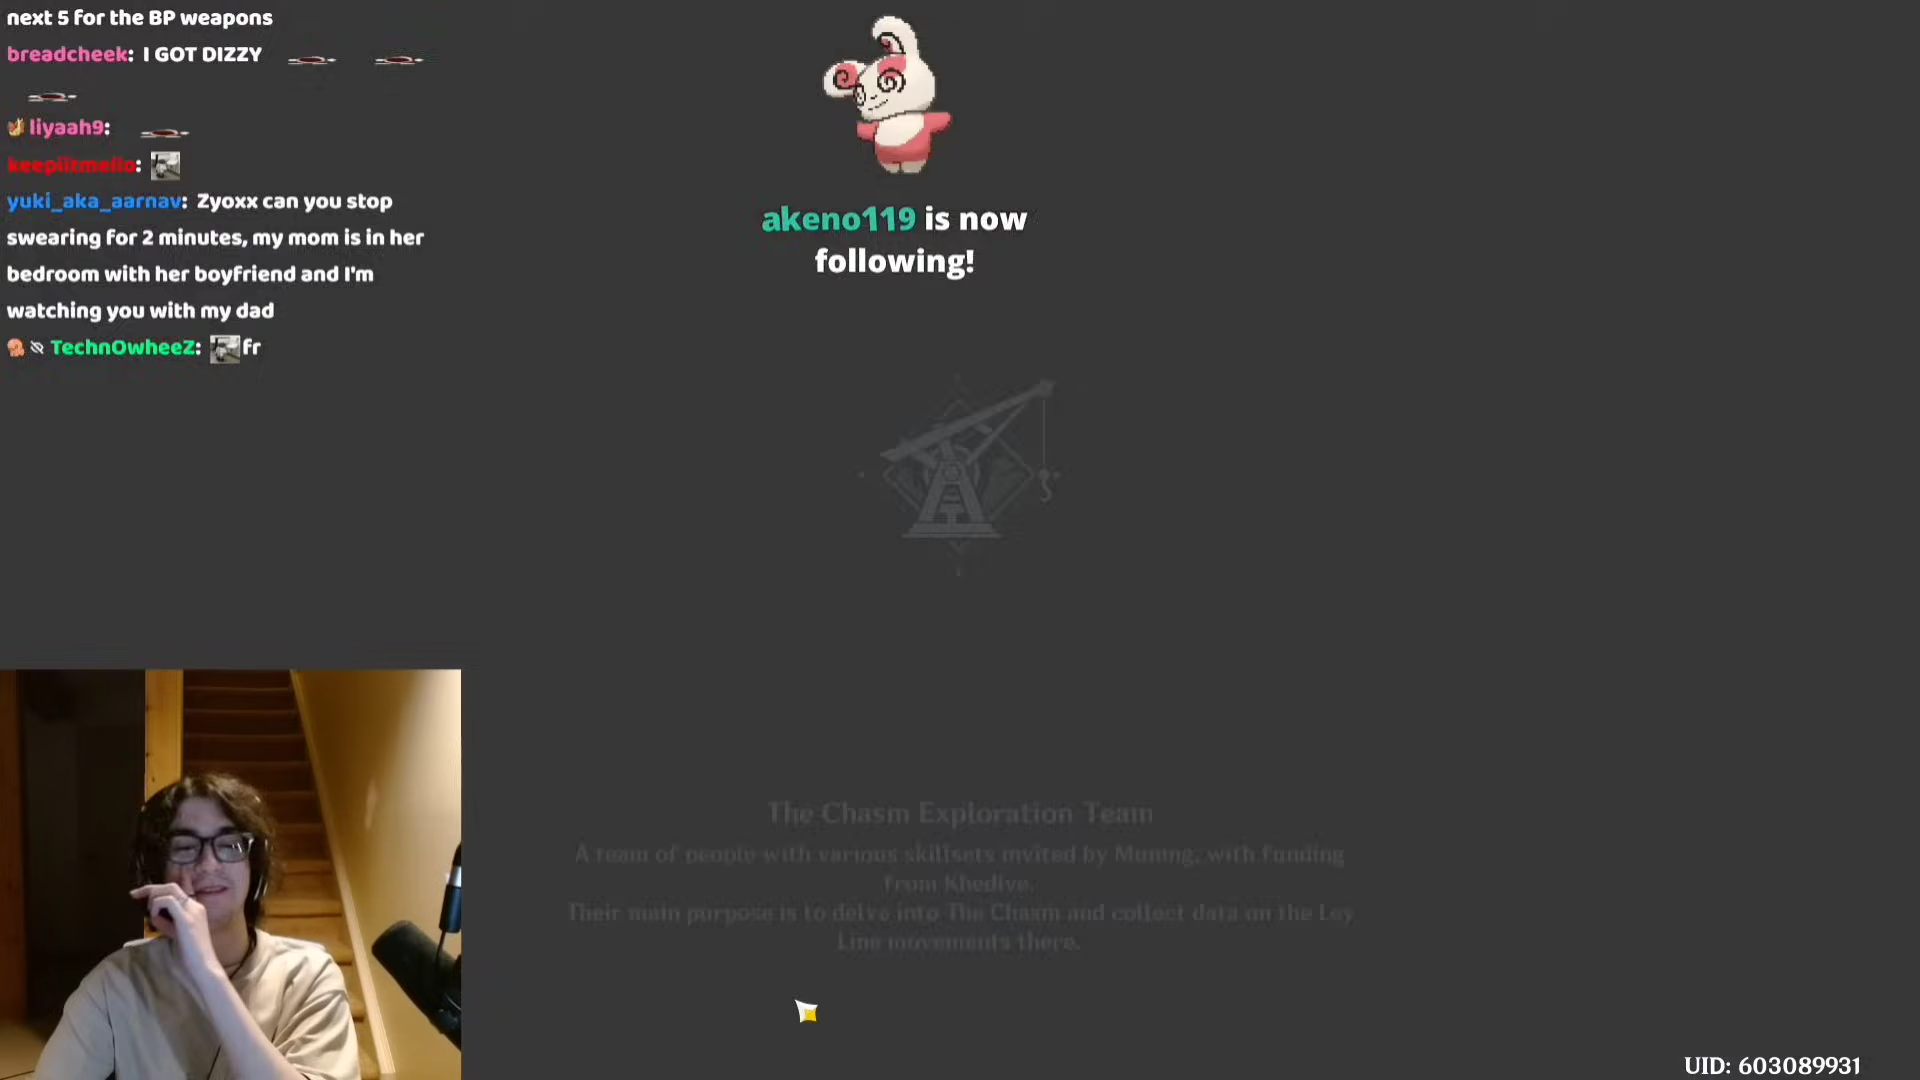 next 5 for the BP weapons
breadcheek: I GOT DIZZY
liyaah9:
keepiitmello:
yuki_aka_aarnav: Zyoxx can you stop
swearing for 2 minutes, my mom is in her
bedroom with her boyfriend and I'm
watching you with my dad
TechnOwheeZ: fr
akeno119 is now
following!
The Chasm Exploration Team
A team of people with various skillsets invited by Muning, with funding
from Khedive.
Their main purpose is to delve into The Chasm and collect data on the Ley
Line movements there.
UID: 603089931